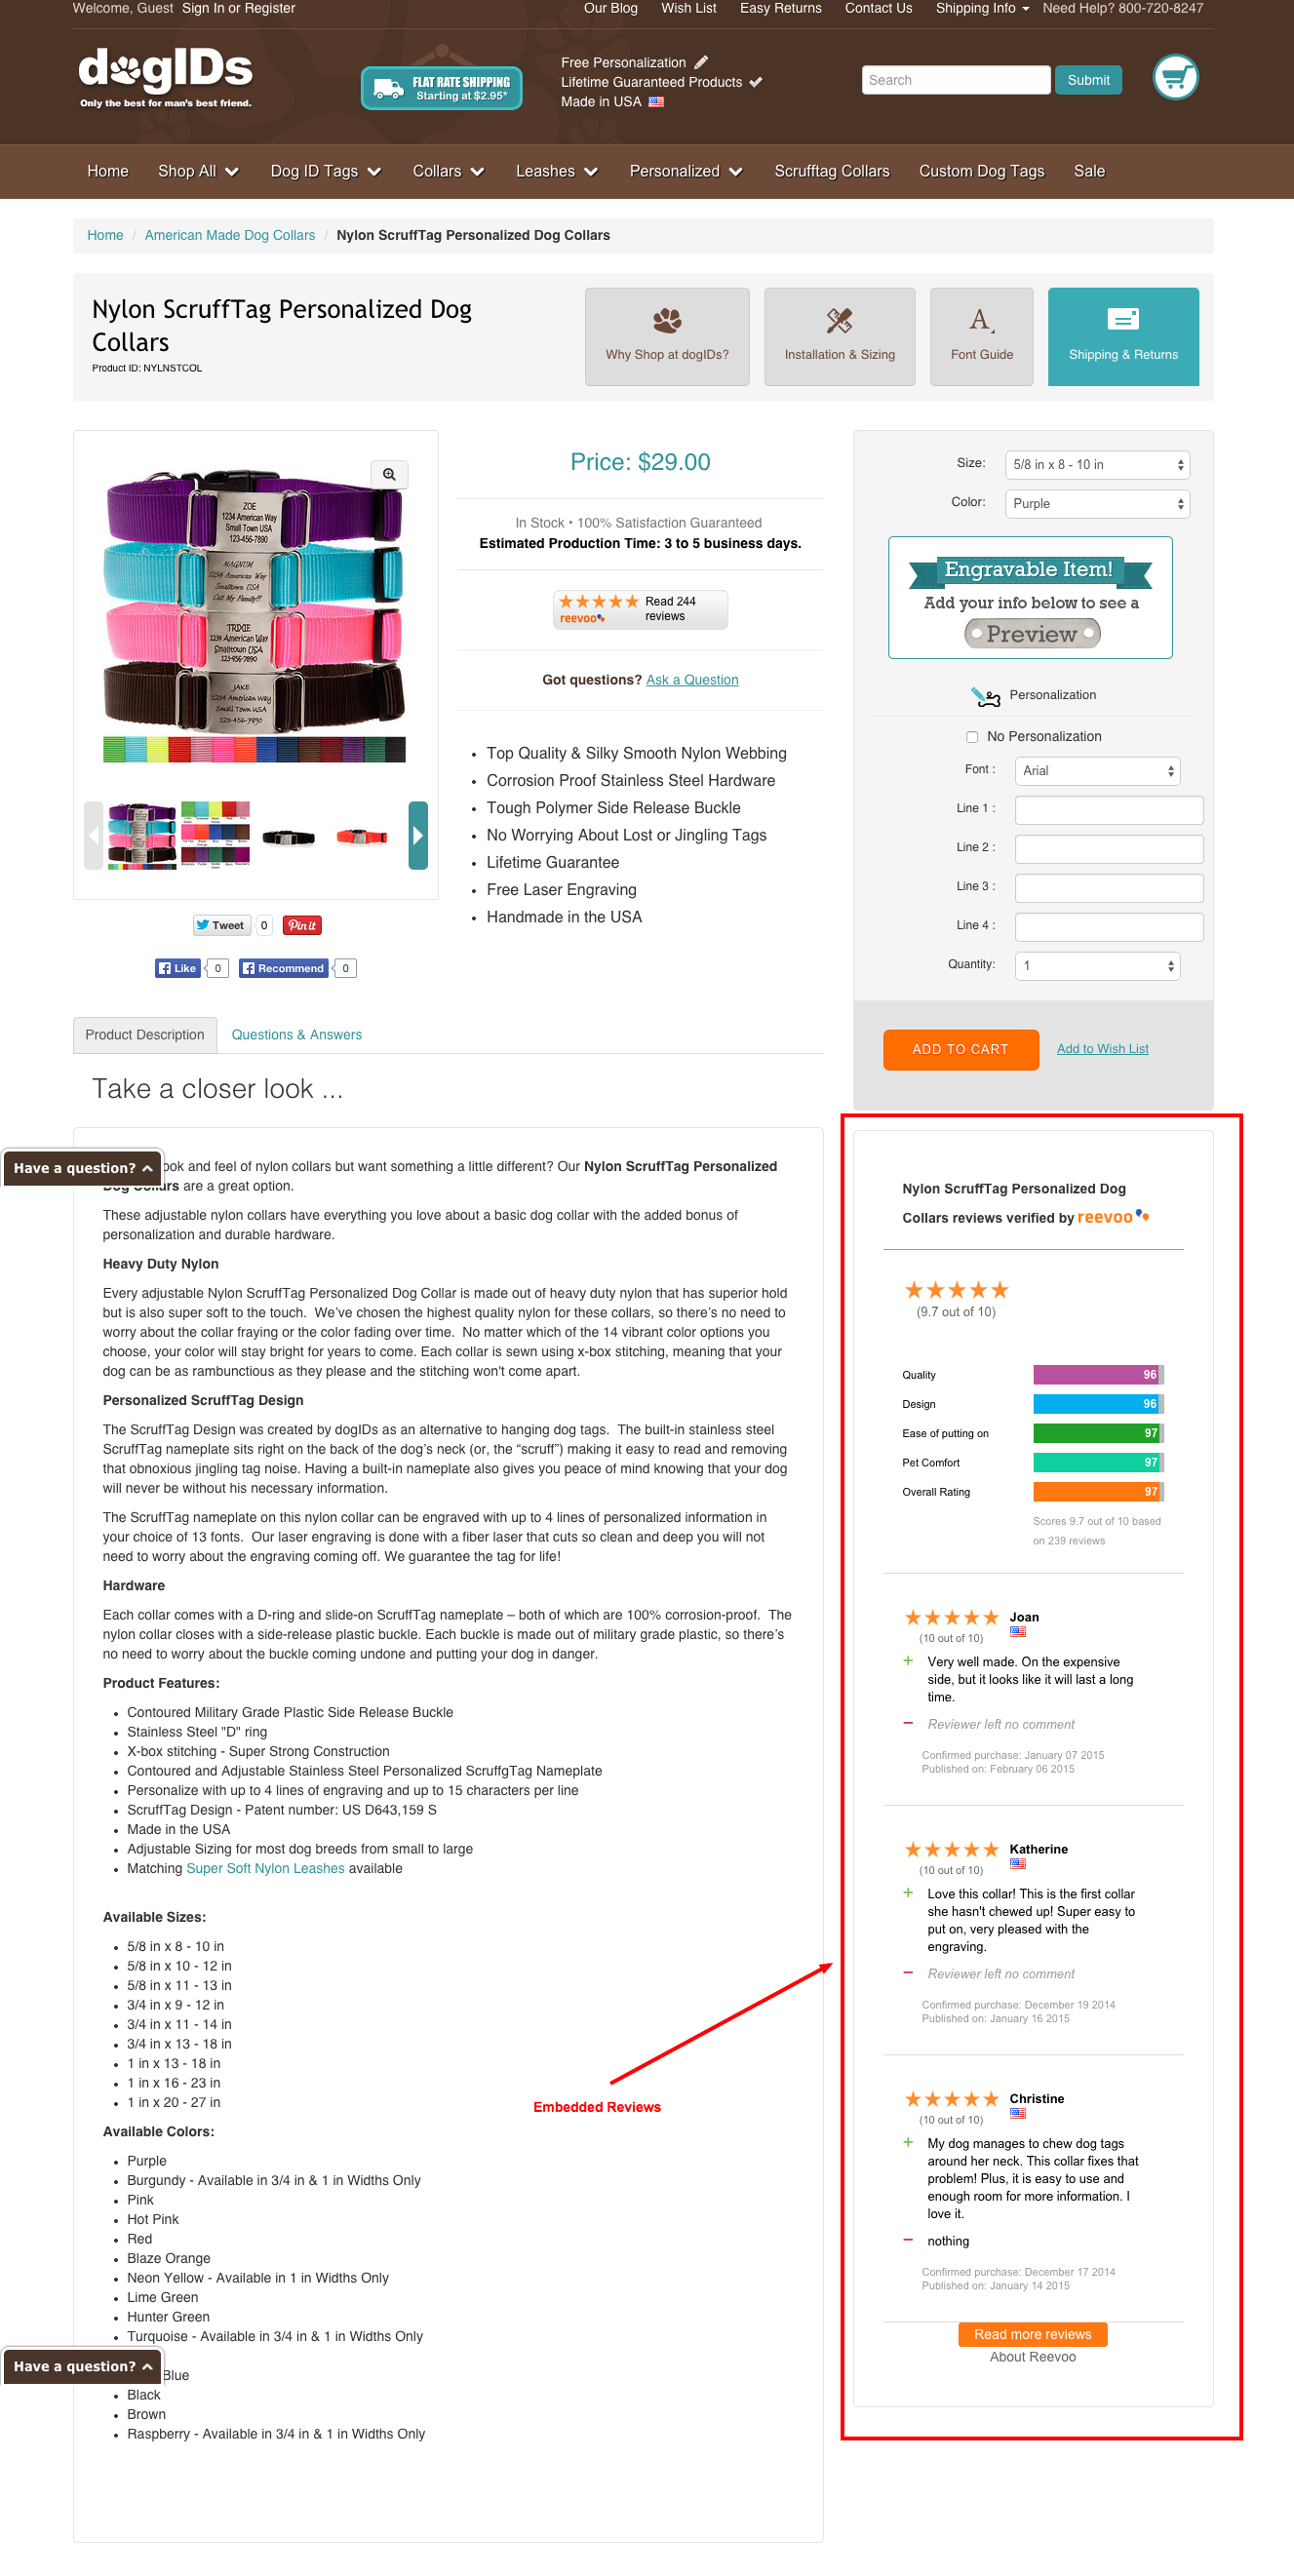 Welcome, Guest Sign In or Register
Our Blog Wish List Easy Returns Contact Us Shipping Info Need Help? 800-720-8247
dogIDs
Only the best for man's best friend.
FLAT RATE SHIPPING
Starting at $2.95*
Free Personalization
Lifetime Guaranteed Products
Made in USA
Search
Submit
Home Shop All Dog ID Tags Collars Leashes Personalized Scrufftag Collars Custom Dog Tags Sale
Home / American Made Dog Collars / Nylon ScruffTag Personalized Dog Collars
Nylon ScruffTag Personalized Dog
Collars
Product ID: NYLNSTCOL
Why Shop at dogIDs?
Installation & Sizing
A
Font Guide
Shipping & Returns
ZOE
1234 American Way
Small Town USA
123-456-7890
MAGNUM
1234 American Way
Smalltown USA
Call My Family!!!
TRIXIE
1234 American Way
Smalltown USA
123-456-7890
JAKE
1234 American Way
Small Town USA
123-456-7890
Tweet 0 Pin it
Like 0 Recommend 0
Price: $29.00
In Stock • 100% Satisfaction Guaranteed
Estimated Production Time: 3 to 5 business days.
Read 244
reviews
reevoo
Got questions? Ask a Question
• Top Quality & Silky Smooth Nylon Webbing
• Corrosion Proof Stainless Steel Hardware
• Tough Polymer Side Release Buckle
• No Worrying About Lost or Jingling Tags
• Lifetime Guarantee
• Free Laser Engraving
• Handmade in the USA
Size: 5/8 in x 8 - 10 in
Color: Purple
Engravable Item!
Add your info below to see a
Preview
Personalization
No Personalization
Font : Arial
Line 1 :
Line 2 :
Line 3 :
Line 4 :
Quantity: 1
ADD TO CART Add to Wish List
Product Description Questions & Answers
Take a closer look ...
Have a question?
ook and feel of nylon collars but want something a little different? Our Nylon ScruffTag Personalized
Dog Collars are a great option.
These adjustable nylon collars have everything you love about a basic dog collar with the added bonus of
personalization and durable hardware.
Heavy Duty Nylon
Every adjustable Nylon ScruffTag Personalized Dog Collar is made out of heavy duty nylon that has superior hold
but is also super soft to the touch. We've chosen the highest quality nylon for these collars, so there's no need to
worry about the collar fraying or the color fading over time. No matter which of the 14 vibrant color options you
choose, your color will stay bright for years to come. Each collar is sewn using x-box stitching, meaning that your
dog can be as rambunctious as they please and the stitching won't come apart.
Personalized ScruffTag Design
The ScruffTag Design was created by dogIDs as an alternative to hanging dog tags. The built-in stainless steel
ScruffTag nameplate sits right on the back of the dog's neck (or, the “scruff”) making it easy to read and removing
that obnoxious jingling tag noise. Having a built-in nameplate also gives you peace of mind knowing that your dog
will never be without his necessary information.
The ScruffTag nameplate on this nylon collar can be engraved with up to 4 lines of personalized information in
your choice of 13 fonts. Our laser engraving is done with a fiber laser that cuts so clean and deep you will not
need to worry about the engraving coming off. We guarantee the tag for life!
Hardware
Each collar comes with a D-ring and slide-on ScruffTag nameplate – both of which are 100% corrosion-proof. The
nylon collar closes with a side-release plastic buckle. Each buckle is made out of military grade plastic, so there's
no need to worry about the buckle coming undone and putting your dog in danger.
Product Features:
• Contoured Military Grade Plastic Side Release Buckle
• Stainless Steel "D" ring
• X-box stitching - Super Strong Construction
• Contoured and Adjustable Stainless Steel Personalized ScruffgTag Nameplate
• Personalize with up to 4 lines of engraving and up to 15 characters per line
• ScruffTag Design - Patent number: US D643,159 S
• Made in the USA
• Adjustable Sizing for most dog breeds from small to large
• Matching Super Soft Nylon Leashes available
Available Sizes:
• 5/8 in x 8 - 10 in
• 5/8 in x 10 - 12 in
• 5/8 in x 11 - 13 in
• 3/4 in x 9 - 12 in
• 3/4 in x 11 - 14 in
• 3/4 in x 13 - 18 in
• 1 in x 13 - 18 in
• 1 in x 16 - 23 in
• 1 in x 20 - 27 in
Available Colors:
• Purple
• Burgundy - Available in 3/4 in & 1 in Widths Only
• Pink
• Hot Pink
• Red
• Blaze Orange
• Neon Yellow - Available in 1 in Widths Only
• Lime Green
• Hunter Green
• Turquoise - Available in 3/4 in & 1 in Widths Only
Have a question?
Blue
• Black
• Brown
• Raspberry - Available in 3/4 in & 1 in Widths Only
Embedded Reviews
Nylon ScruffTag Personalized Dog
Collars reviews verified by reevoo
(9.7 out of 10)
Quality 96
Design 96
Ease of putting on 97
Pet Comfort 97
Overall Rating 97
Scores 9.7 out of 10 based
on 239 reviews
Joan
(10 out of 10)
+ Very well made. On the expensive
side, but it looks like it will last a long
time.
– Reviewer left no comment
Confirmed purchase: January 07 2015
Published on: February 06 2015
Katherine
(10 out of 10)
+ Love this collar! This is the first collar
she hasn't chewed up! Super easy to
put on, very pleased with the
engraving.
– Reviewer left no comment
Confirmed purchase: December 19 2014
Published on: January 16 2015
Christine
(10 out of 10)
+ My dog manages to chew dog tags
around her neck. This collar fixes that
problem! Plus, it is easy to use and
enough room for more information. I
love it.
– nothing
Confirmed purchase: December 17 2014
Published on: January 14 2015
Read more reviews
About Reevoo